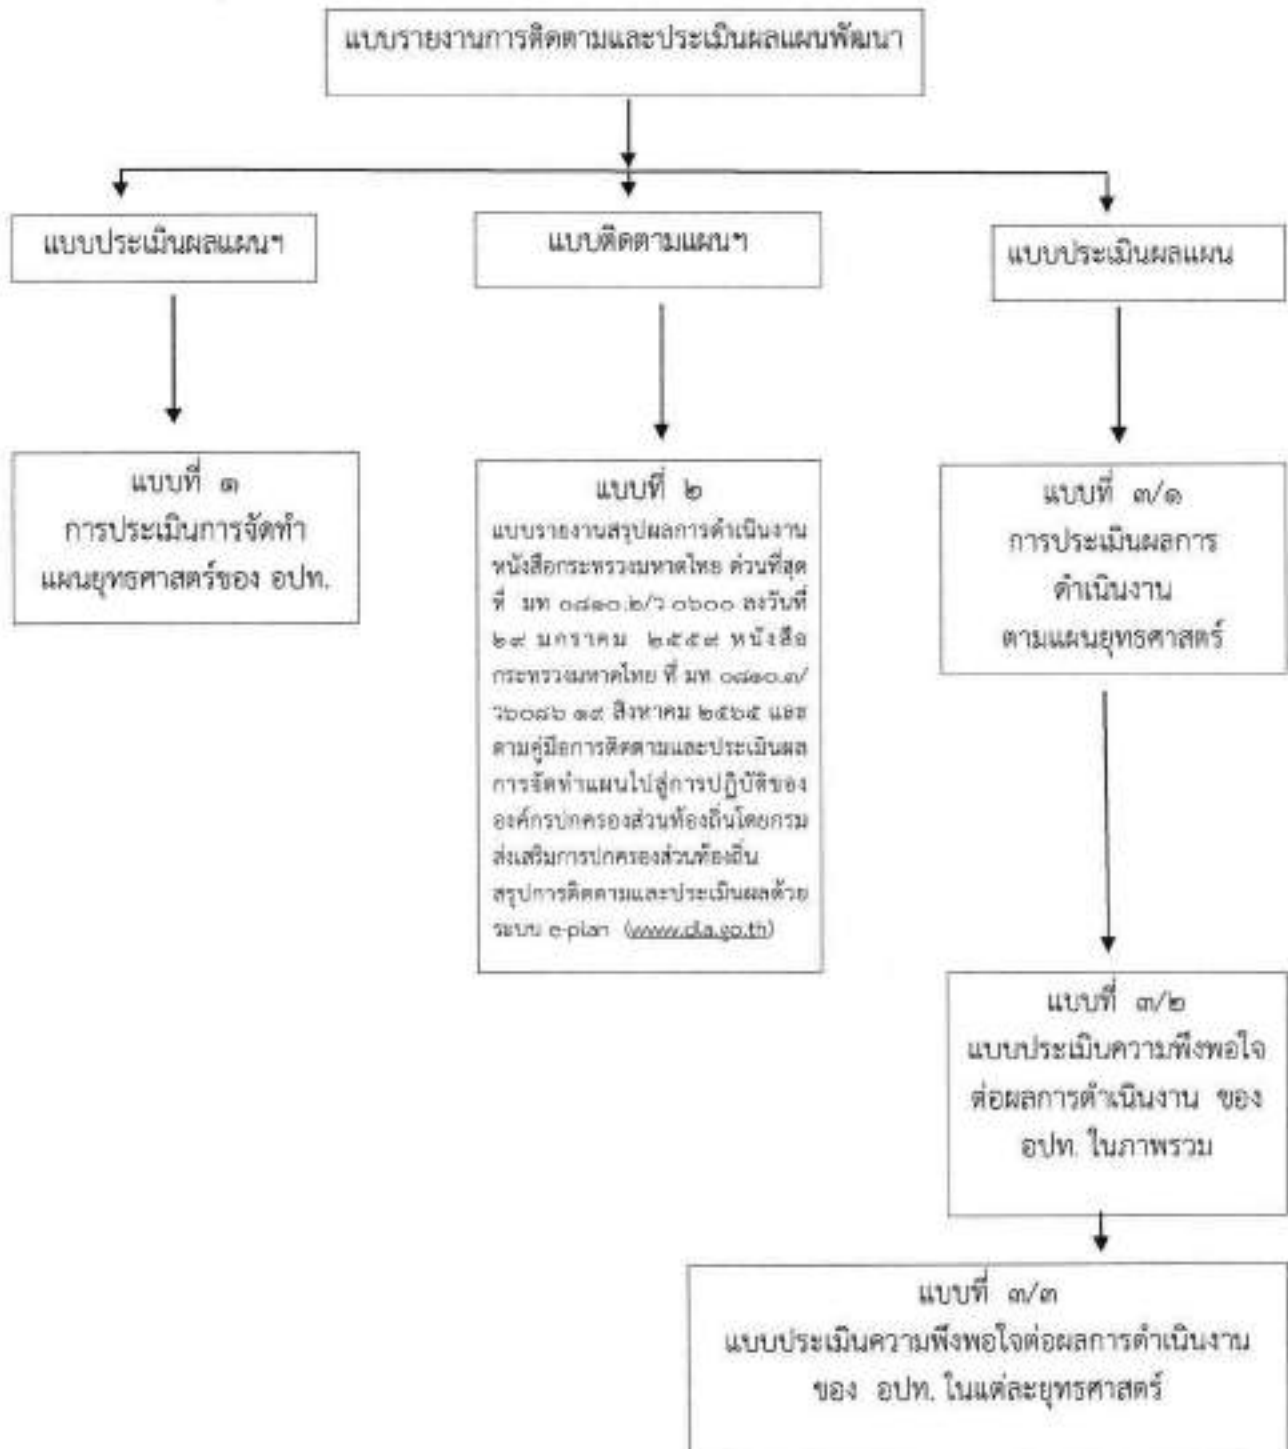 แบบรายงานการติดตามและประเมินผลแผนพัฒนา
แบบประเมินผลแผนฯ
แบบติดตามแผนฯ
แบบประเมินผลแผน
แบบที่ ๑
การประเมินการจัดทำ
แผนยุทธศาสตร์ของ อปท.
แบบที่ ๒
แบบรายงานสรุปผลการดำเนินงาน
หนังสือกระทรวงมหาดไทย ด่วนที่สุด
ที่ มท ๐๘๑๐.๒/ว ๐๖๐๐ ลงวันที่
๒๙ มกราคม ๒๕๕๙ หนังสือ
กระทรวงมหาดไทย ที่ มท ๐๘๑๐.๓/
ว๖๐๘๖ ๑๙ สิงหาคม ๒๕๖๕ และ
ตามคู่มือการติดตามและประเมินผล
การจัดทำแผนไปสู่การปฏิบัติของ
องค์กรปกครองส่วนท้องถิ่นโดยกรม
ส่งเสริมการปกครองส่วนท้องถิ่น
สรุปการติดตามและประเมินผลด้วย
ระบบ e-plan (www.dla.go.th)
แบบที่ ๓/๑
การประเมินผลการ
ดำเนินงาน
ตามแผนยุทธศาสตร์
แบบที่ ๓/๒
แบบประเมินความพึงพอใจ
ต่อผลการดำเนินงาน ของ
อปท. ในภาพรวม
แบบที่ ๓/๓
แบบประเมินความพึงพอใจต่อผลการดำเนินงาน
ของ อปท. ในแต่ละยุทธศาสตร์